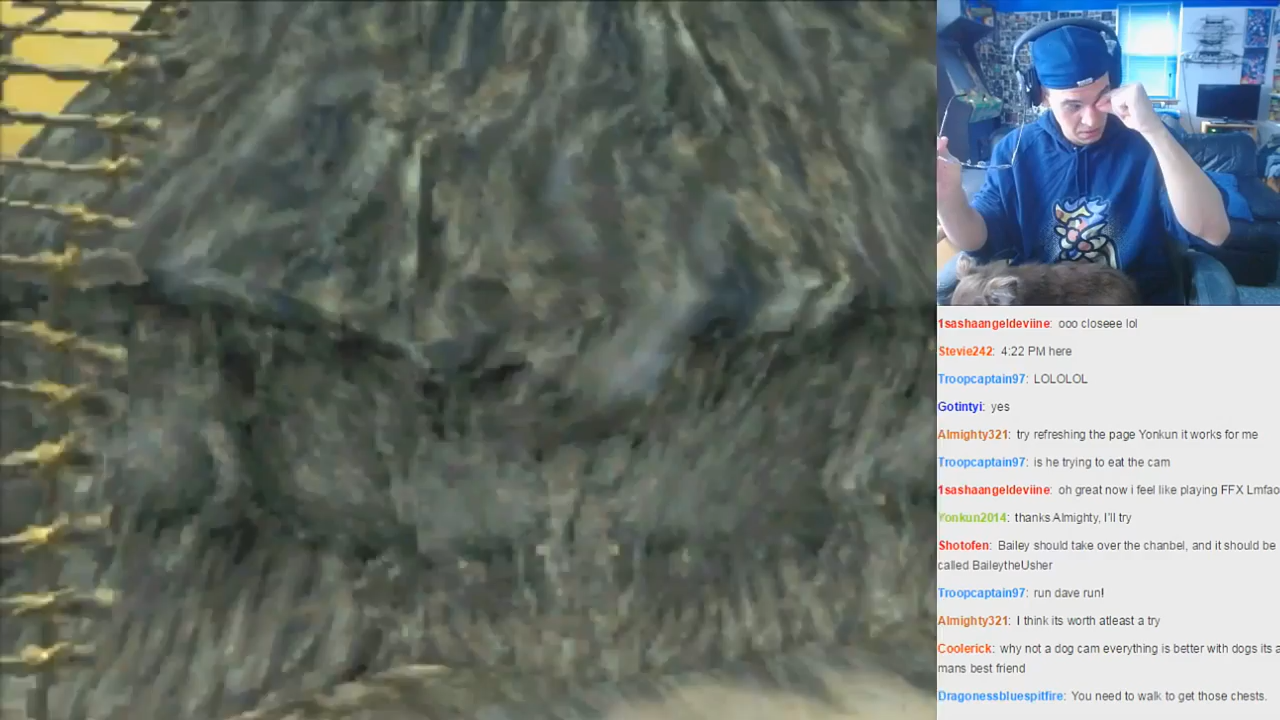 1sashaangeldeviine: ooo closeee lol
Stevie242: 4:22 PM here
Troopcaptain97: LOLOLOL
Gotintyi: yes
Almighty321: try refreshing the page Yonkun it works for me
Troopcaptain97: is he trying to eat the cam
1sashaangeldeviine: oh great now i feel like playing FFX Lmfao
Yonkun2014: thanks Almighty, I'll try
Shotofen: Bailey should take over the chanbel, and it should be
called BaileytheUsher
Troopcaptain97: run dave run!
Almighty321: I think its worth atleast a try
Coolerick: why not a dog cam everything is better with dogs its a
mans best friend
Dragonessbluespitfire: You need to walk to get those chests.